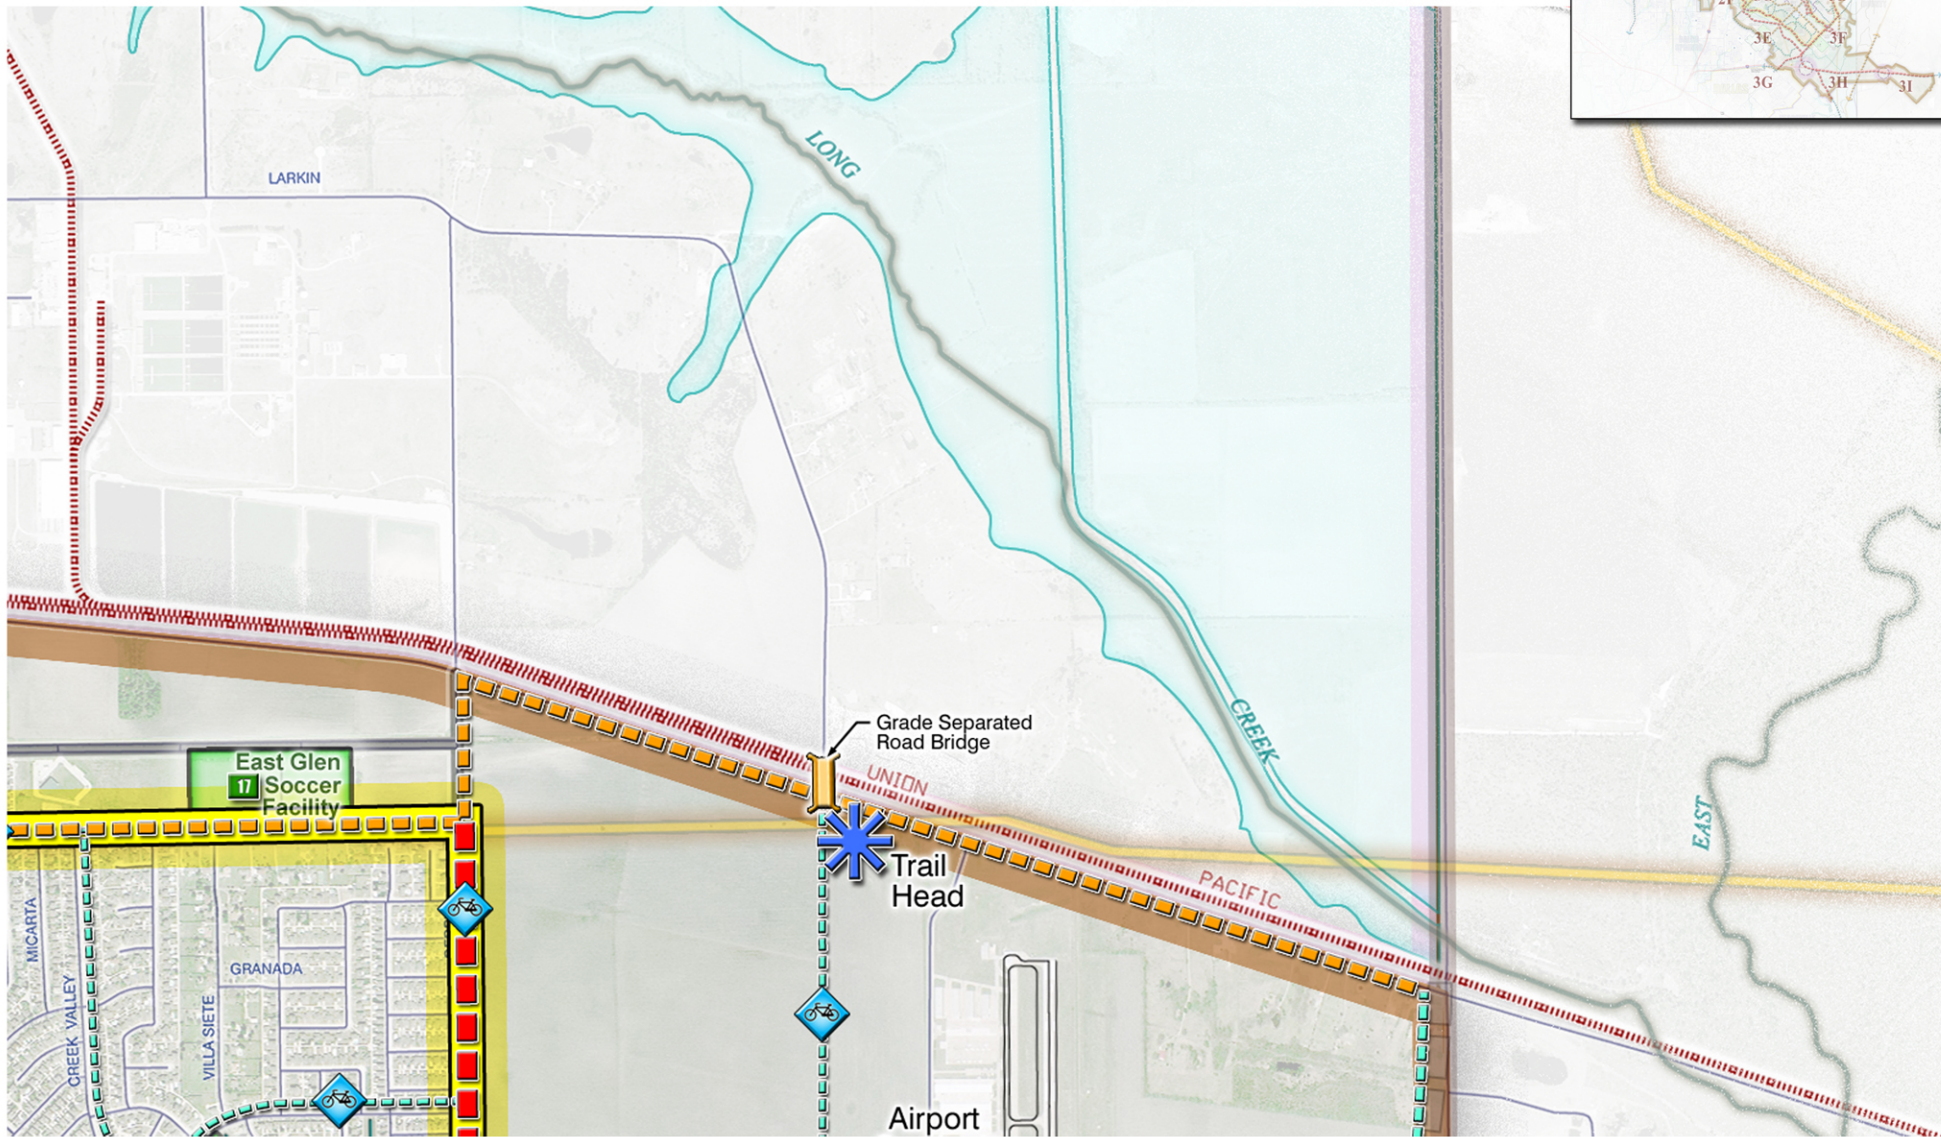 3E
3F
3G
3H
3I
LONG
LARKIN
Grade Separated
Road Bridge
UNION
CREEK
East Glen
17 Soccer
Facility
EAST
Trail
Head
PACIFIC
MICARTA
GRANADA
CREEK VALLEY
VILLA SIETE
Airport